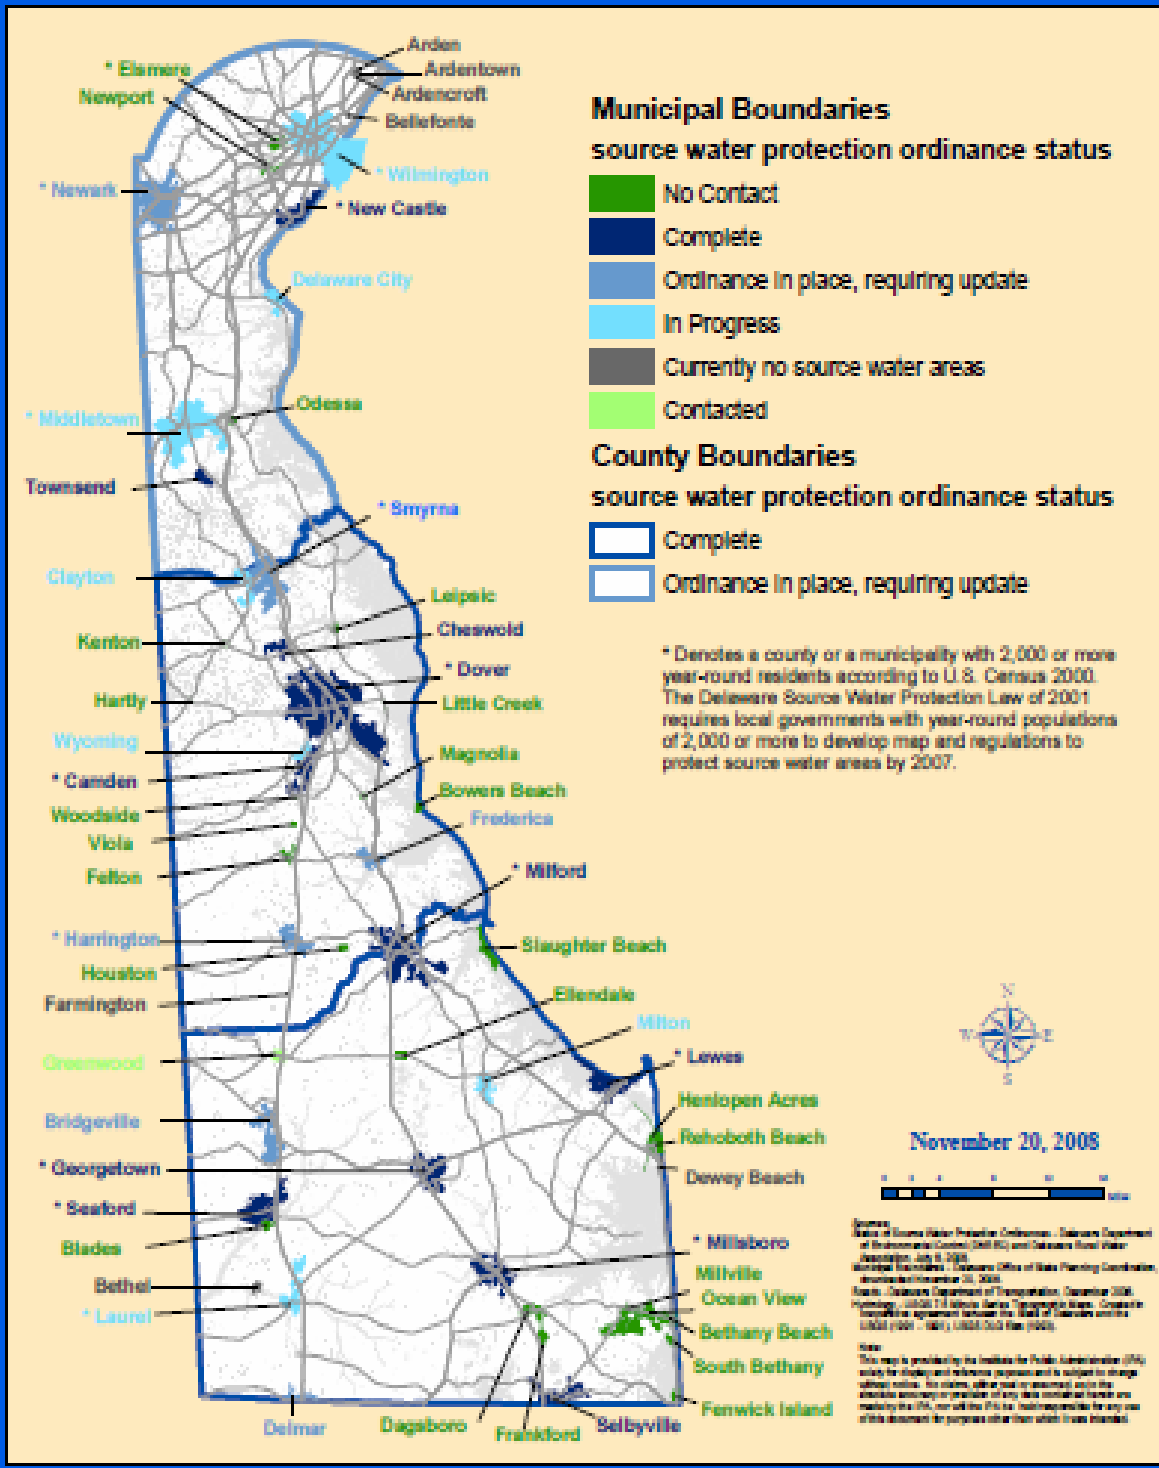 Arden
* Elsmere
Ardentown
Newport
Ardencroft
Bellefonte
* Wilmington
* Newark
* New Castle
Delaware City
Odessa
* Middletown
Townsend
* Smyrna
Clayton
Leipsic
Cheswold
Kenton
* Dover
Hartly
Little Creek
Wyoming
Magnolia
* Camden
Bowers Beach
Woodside
Frederica
Viola
Felton
* Milford
* Harrington
Slaughter Beach
Houston
Ellendale
Farmington
Milton
Greenwood
* Lewes
Henlopen Acres
Bridgeville
Rehoboth Beach
* Georgetown
Dewey Beach
* Seaford
* Millsboro
Blades
Millville
Bethel
Ocean View
* Laurel
Bethany Beach
South Bethany
Fenwick Island
Delmar
Dagsboro
Frankford
Selbyville
Municipal Boundaries
source water protection ordinance status
No Contact
Complete
Ordinance in place, requiring update
In Progress
Currently no source water areas
Contacted
County Boundaries
source water protection ordinance status
Complete
Ordinance in place, requiring update
* Denotes a county or a municipality with 2,000 or more
year-round residents according to U.S. Census 2000.
The Delaware Source Water Protection Law of 2001
requires local governments with year-round populations
of 2,000 or more to develop map and regulations to
protect source water areas by 2007.
N
W E
S
November 20, 2008